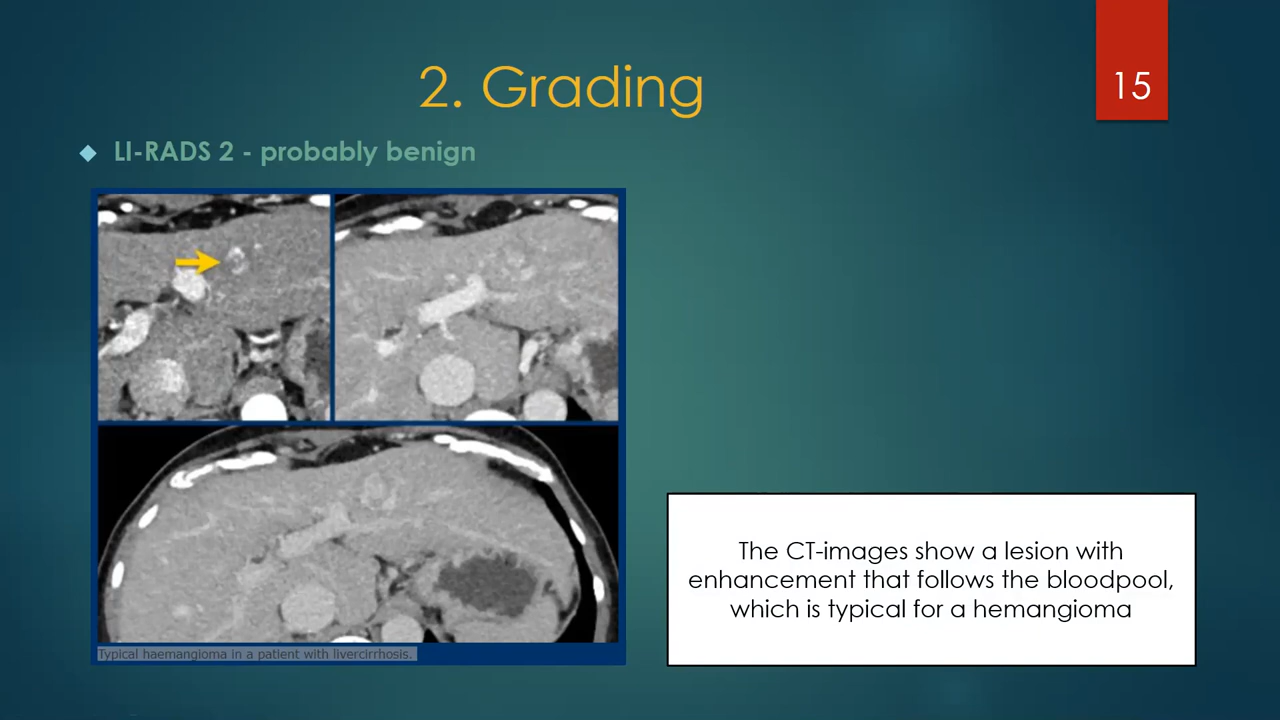 2. Grading
15
LI-RADS 2 - probably benign
The CT-images show a lesion with
enhancement that follows the bloodpool,
which is typical for a hemangioma
Typical haemangioma in a patient with livercirrhosis.